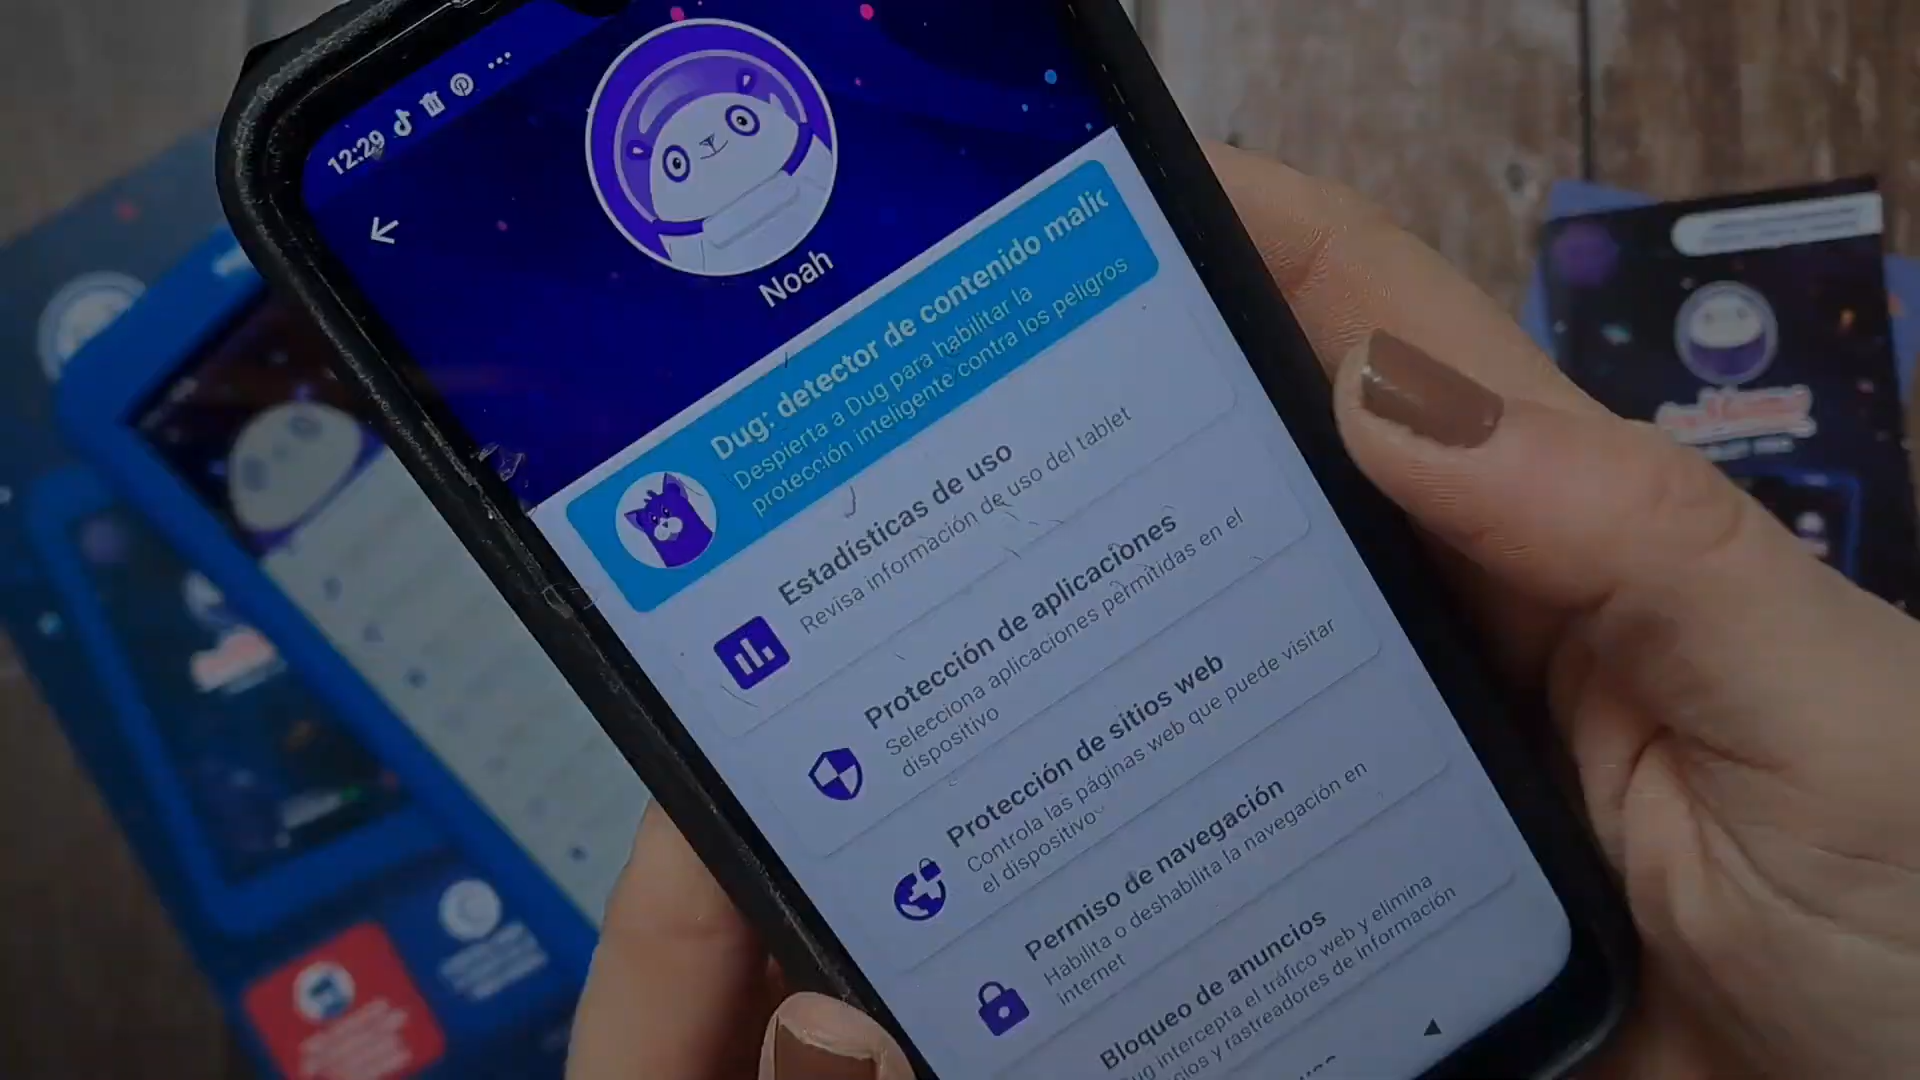 12:29
Noah
Dug: detector de contenido malic
Despierta a Dug para habilitar la
protección inteligente contra los peligros
Estadísticas de uso
Revisa información de uso del tablet
Protección de aplicaciones
Selecciona aplicaciones permitidas en el
dispositivo
Protección de sitios web
Controla las páginas web que puede visitar
el dispositivo
Permiso de navegación
Habilita o deshabilita la navegación en
internet
Bloqueo de anuncios
ug intercepta el tráfico web y elimina
cios y rastreadores de información